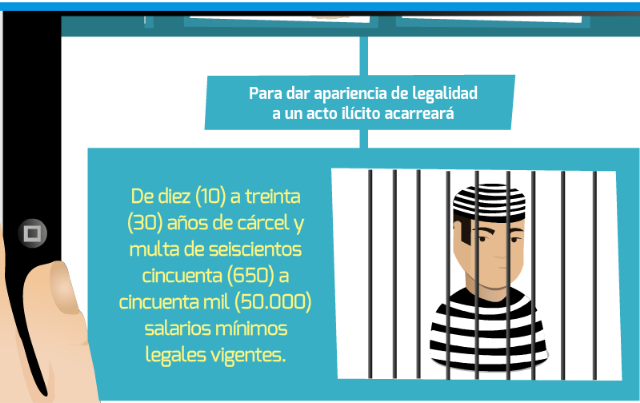 Para dar apariencia de legalidad
a un acto ilícito acarreará
De diez (10) a treinta
(30) años de cárcel y
multa de seiscientos
cincuenta (650) a
cincuenta mil (50.000)
salarios mínimos
legales vigentes.